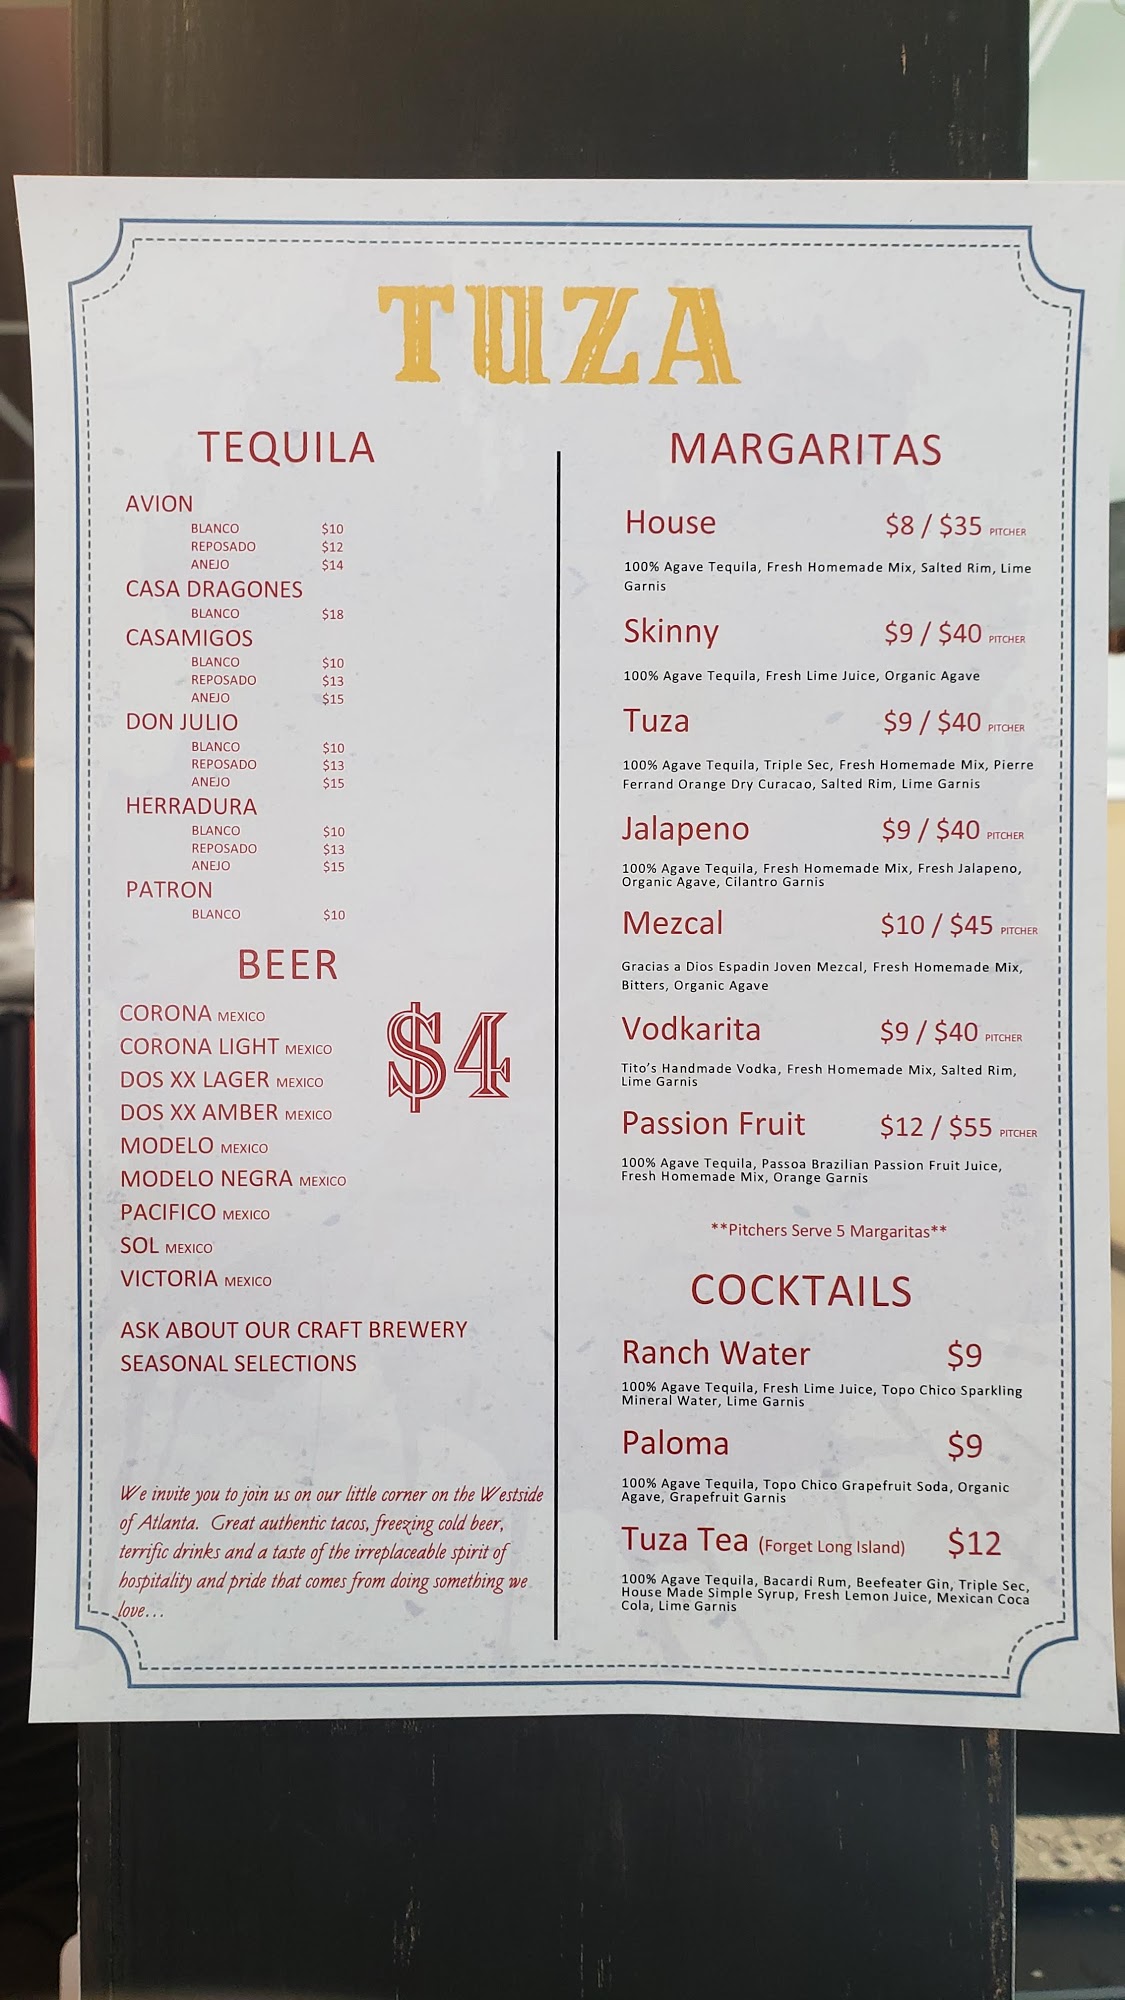 TUZA
TEQUILA
AVION
BLANCO $10
REPOSADO $12
ANEJO $14
CASA DRAGONES
BLANCO $18
CASAMIGOS
BLANCO $10
REPOSADO $13
ANEJO $15
DON JULIO
BLANCO $10
REPOSADO $13
ANEJO $15
HERRADURA
BLANCO $10
REPOSADO $13
ANEJO $15
PATRON
BLANCO $10
BEER
$4
CORONA MEXICO
CORONA LIGHT MEXICO
DOS XX LAGER MEXICO
DOS XX AMBER MEXICO
MODELO MEXICO
MODELO NEGRA MEXICO
PACIFICO MEXICO
SOL MEXICO
VICTORIA MEXICO
ASK ABOUT OUR CRAFT BREWERY
SEASONAL SELECTIONS
We invite you to join us on our little corner on the Westside
of Atlanta. Great authentic tacos, freezing cold beer,
terrific drinks and a taste of the irreplaceable spirit of
hospitality and pride that comes from doing something we
love...
MARGARITAS
House $8 / $35 PITCHER
100% Agave Tequila, Fresh Homemade Mix, Salted Rim, Lime
Garnis
Skinny $9 / $40 PITCHER
100% Agave Tequila, Fresh Lime Juice, Organic Agave
Tuza $9 / $40 PITCHER
100% Agave Tequila, Triple Sec, Fresh Homemade Mix, Pierre
Ferrand Orange Dry Curacao, Salted Rim, Lime Garnis
Jalapeno $9 / $40 PITCHER
100% Agave Tequila, Fresh Homemade Mix, Fresh Jalapeno,
Organic Agave, Cilantro Garnis
Mezcal $10 / $45 PITCHER
Gracias a Dios Espadin Joven Mezcal, Fresh Homemade Mix,
Bitters, Organic Agave
Vodkarita $9 / $40 PITCHER
Tito's Handmade Vodka, Fresh Homemade Mix, Salted Rim,
Lime Garnis
Passion Fruit $12 / $55 PITCHER
100% Agave Tequila, Passoa Brazilian Passion Fruit Juice,
Fresh Homemade Mix, Orange Garnis
**Pitchers Serve 5 Margaritas**
COCKTAILS
Ranch Water $9
100% Agave Tequila, Fresh Lime Juice, Topo Chico Sparkling
Mineral Water, Lime Garnis
Paloma $9
100% Agave Tequila, Topo Chico Grapefruit Soda, Organic
Agave, Grapefruit Garnis
Tuza Tea (Forget Long Island) $12
100% Agave Tequila, Bacardi Rum, Beefeater Gin, Triple Sec,
House Made Simple Syrup, Fresh Lemon Juice, Mexican Coca
Cola, Lime Garnis